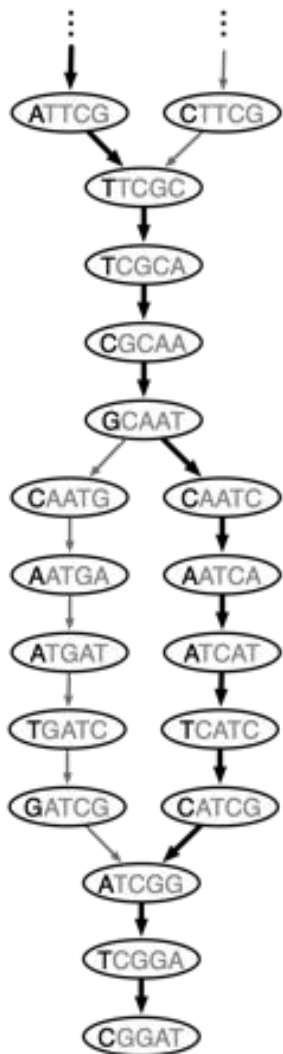 ATTCG CTTCG
TTCGC
TCGCA
CGCAA
GCAAT
CAATG CAATC
AATGA AATCA
ATGAT ATCAT
TGATC TCATC
GATCG CATCG
ATCGG
TCGGA
CGGAT